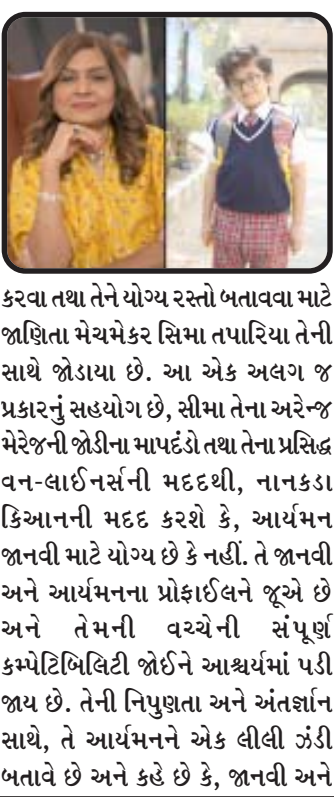 કરવા તથા તેને યોગ્ય રસ્તો બતાવવા માટે
જાણિતા મેચમેકર સિમા તપારિયા તેની
સાથે જોડાયા છે. આ એક અલગ જ
પ્રકારનું સહયોગ છે, સીમા તેના અરેન્જ
મેરેજની જોડીના માપદંડો તથા તેના પ્રસિદ્ધ
વન-લાઈનર્સની મદદથી, નાનકડા
કિઆનની મદદ કરશે કે, આર્યમન
જાનવી માટે યોગ્ય છે કે નહીં. તે જાનવી
અને આર્યમનના પ્રોફાઈલને જૂએ છે
અને તેમની વચ્ચેની સંપૂર્ણ
કમ્પેટિબિલિટી જોઈને આશ્ચર્યમાં પડી
જાય છે. તેની નિપુણતા અને અંતર્જ્ઞાન
સાથે, તે આર્યમનને એક લીલી ઝંડી
બતાવે છે અને કહે છે કે, જાનવી અને